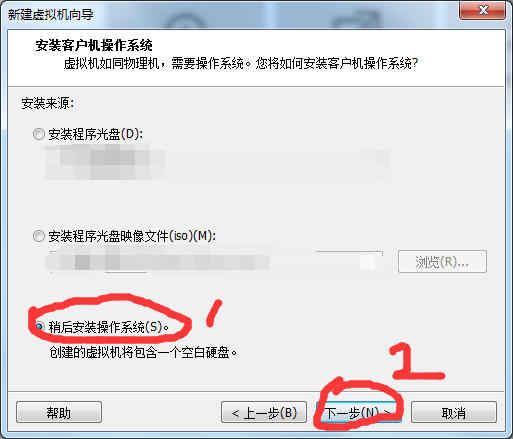 新建虚拟机向导
安装客户机操作系统
虚拟机如同物理机，需要操作系统。您将如何安装客户机操作系统?
安装来源:
安装程序光盘(D):
安装程序光盘映像文件(iso)(M):
浏览(R)...
稍后安装操作系统(S)。
1
创建的虚拟机将包含一个空白硬盘。
2
帮助
< 上一步(B)
下一步(N) >
取消